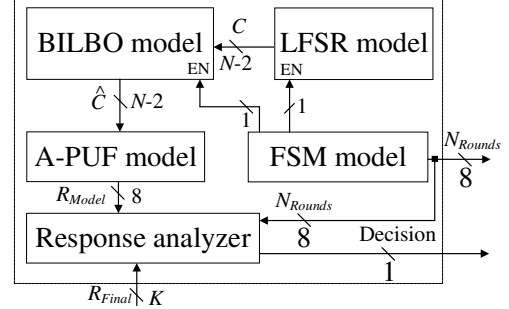 BILBO model
C
LFSR model
EN
N-2
EN
Ĉ
N-2
1
1
A-PUF model
FSM model
N_Rounds
8
R_Model
8
N_Rounds
8
Response analyzer
Decision
1
R_Final
K